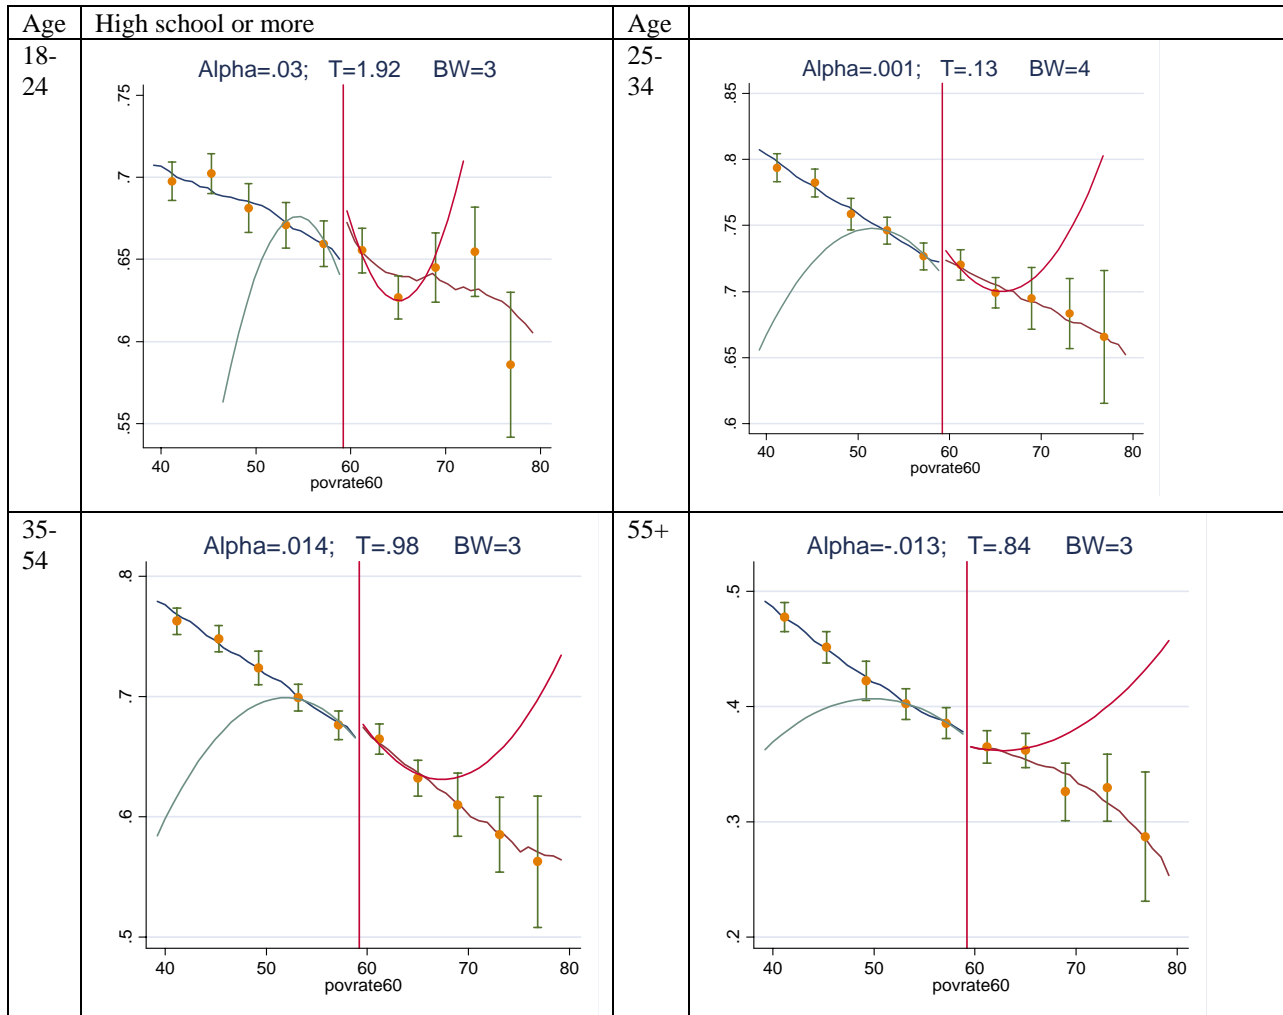 Age High school or more Age
18-
24
Alpha=.03; T=1.92 BW=3
.75
.7
.65
.6
.55
40 50 60 70 80
povrate60
25-
34
Alpha=.001; T=.13 BW=4
.85
.8
.75
.7
.65
.6
40 50 60 70 80
povrate60
35-
54
Alpha=.014; T=.98 BW=3
.8
.7
.6
.5
40 50 60 70 80
povrate60
55+
Alpha=-.013; T=.84 BW=3
.5
.4
.3
.2
40 50 60 70 80
povrate60